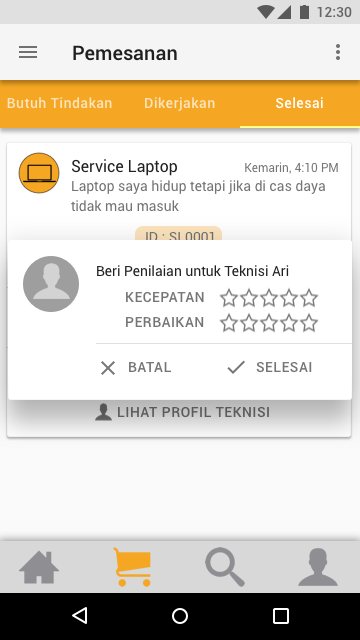 12:30
Pemesanan
Butuh Tindakan Dikerjakan Selesai
Service Laptop Kemarin, 4:10 PM
Laptop saya hidup tetapi jika di cas daya
tidak mau masuk
ID : SL0001
Beri Penilaian untuk Teknisi Ari
KECEPATAN
PERBAIKAN
BATAL SELESAI
LIHAT PROFIL TEKNISI